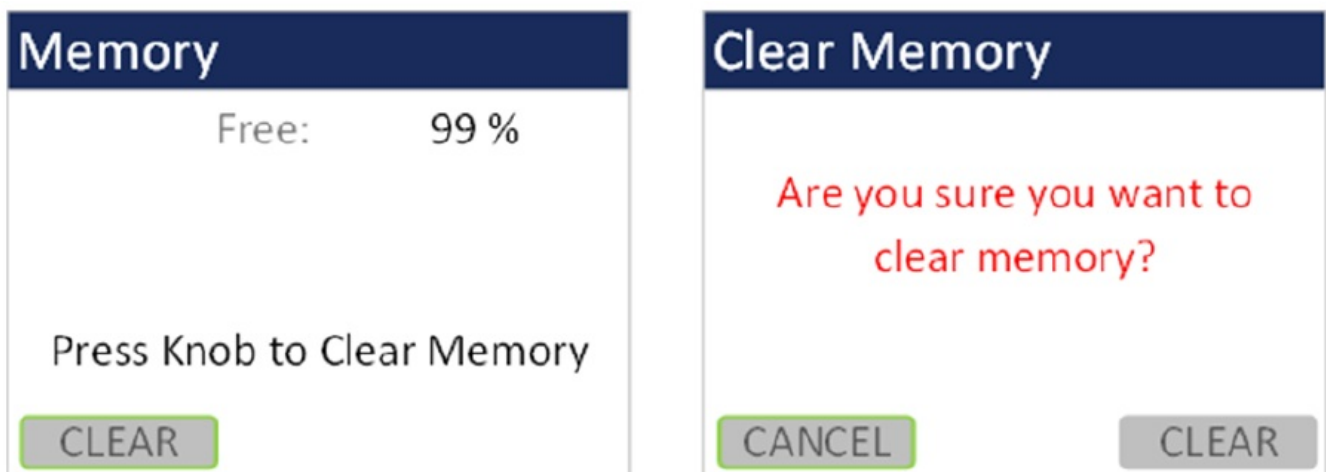 Memory
Free: 99 %
Press Knob to Clear Memory
CLEAR
Clear Memory
Are you sure you want to
clear memory?
CANCEL CLEAR